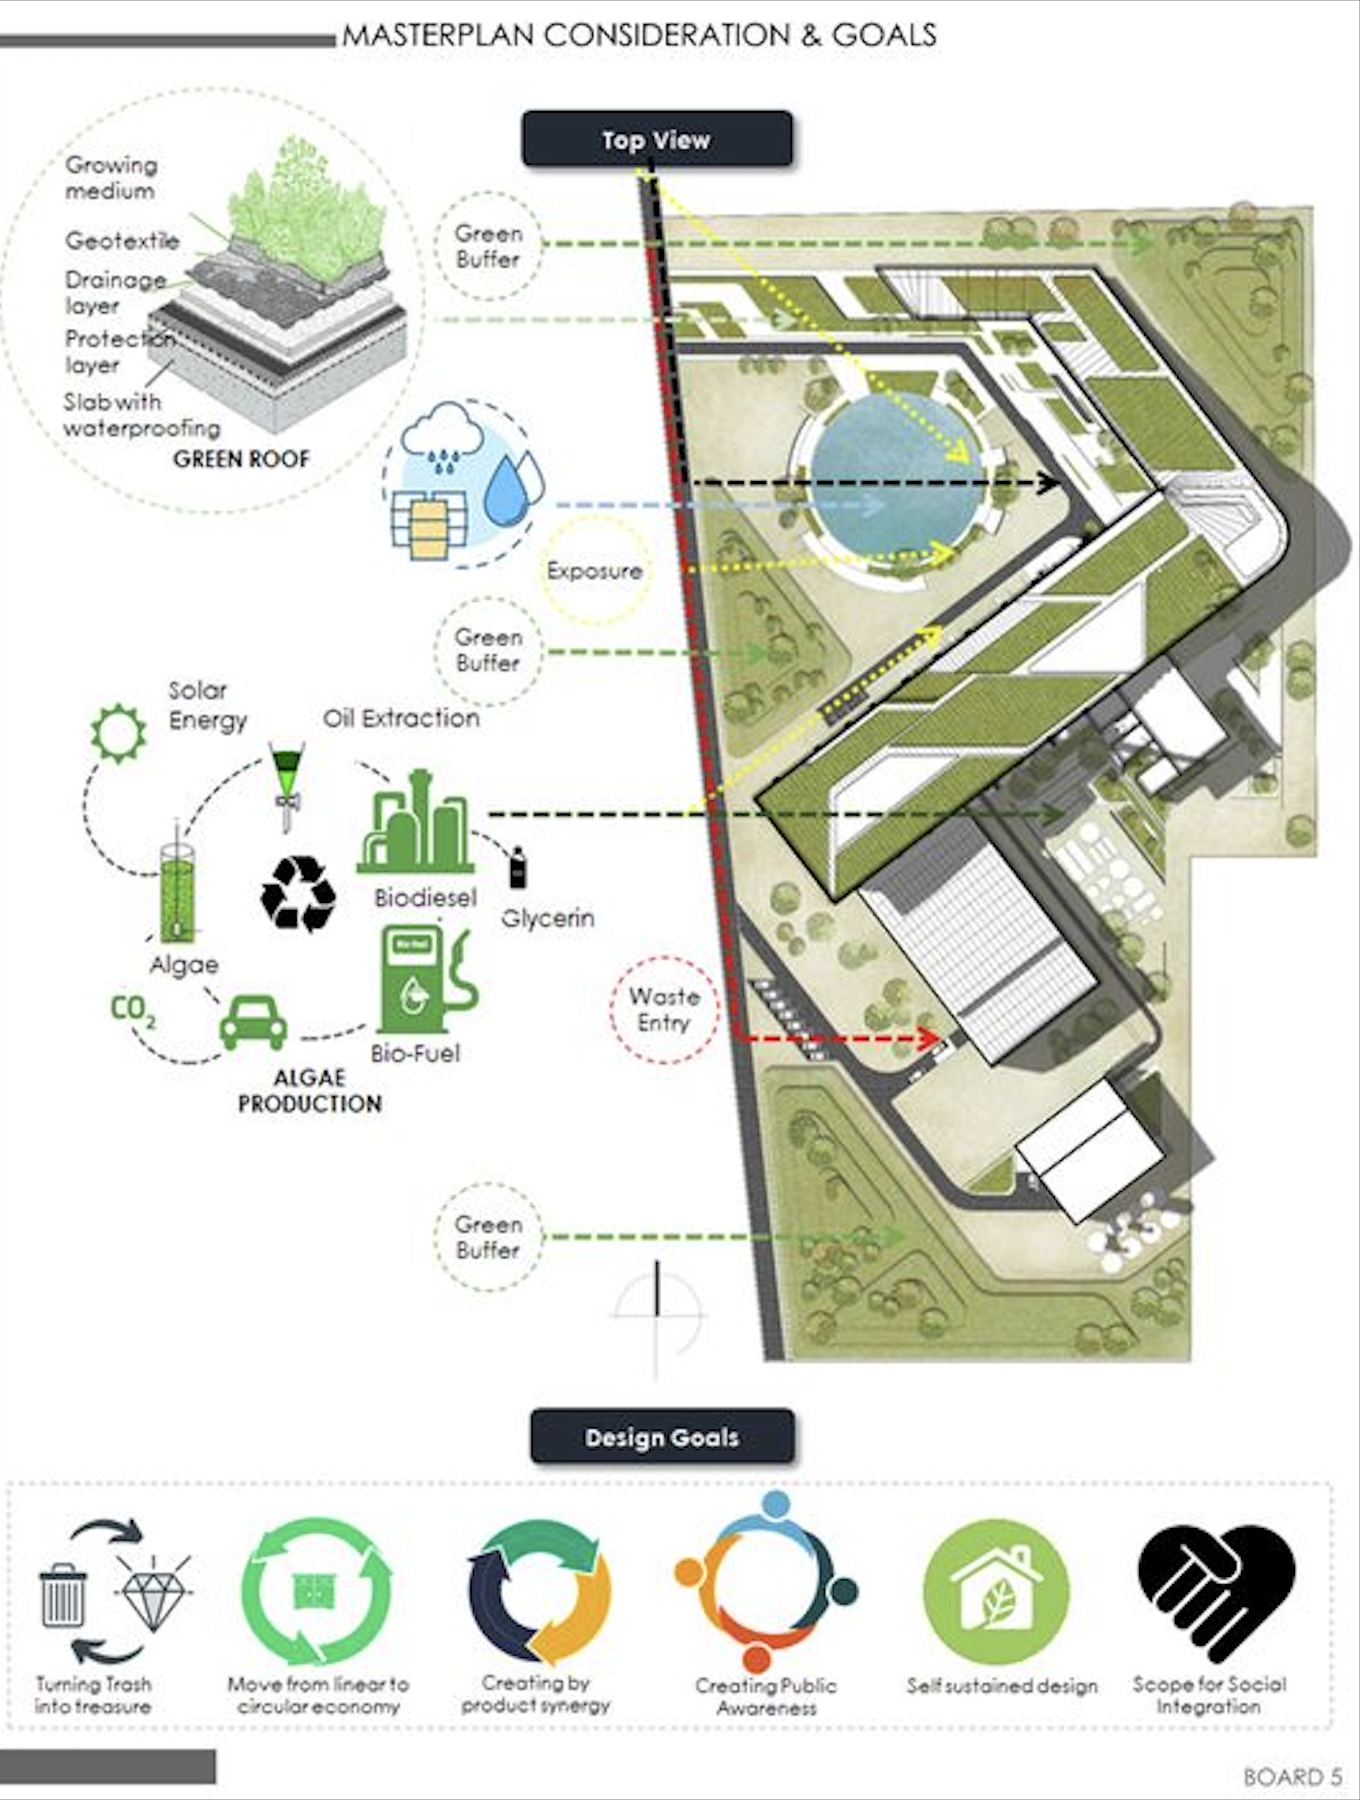 MASTERPLAN CONSIDERATION & GOALS
Top View
Growing
medium
Geotextile
Drainage
layer
Protection
layer
Slab with
waterproofing
GREEN ROOF
Green
Buffer
Exposure
Green
Buffer
Solar
Energy
Oil Extraction
Biodiesel
Glycerin
Algae
CO2
Bio-Fuel
ALGAE
PRODUCTION
Waste
Entry
Green
Buffer
Design Goals
Turning Trash
into treasure
Move from linear to
circular economy
Creating by
product synergy
Creating Public
Awareness
Self sustained design
Scope for Social
Integration
BOARD 5